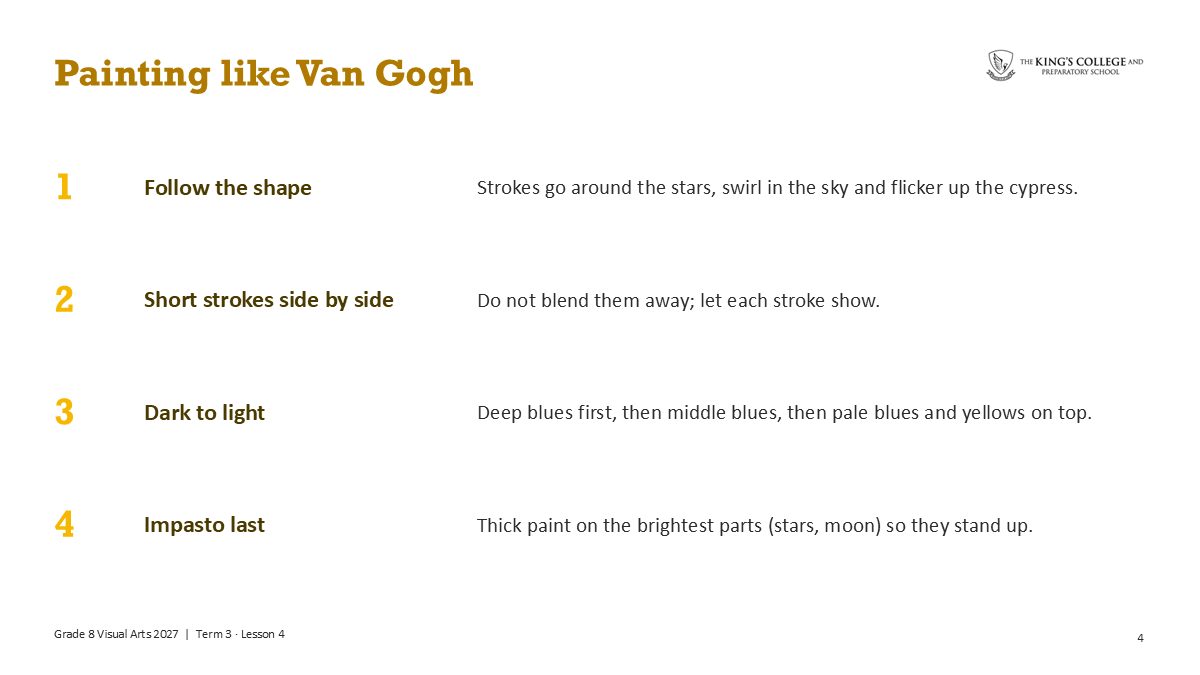 Painting like Van Gogh
THE KING'S COLLEGE AND
PREPARATORY SCHOOL
1 Follow the shape Strokes go around the stars, swirl in the sky and flicker up the cypress.
2 Short strokes side by side Do not blend them away; let each stroke show.
3 Dark to light Deep blues first, then middle blues, then pale blues and yellows on top.
4 Impasto last Thick paint on the brightest parts (stars, moon) so they stand up.
Grade 8 Visual Arts 2027 | Term 3 · Lesson 4
4